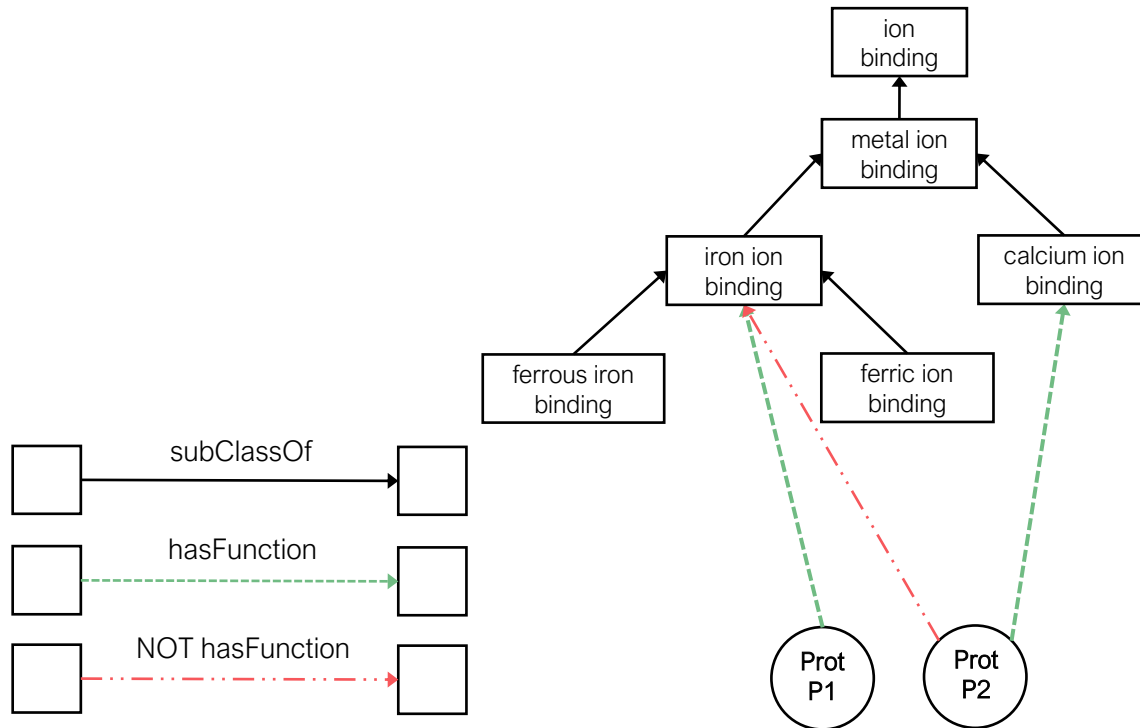 ion
binding
metal ion
binding
iron ion
binding
calcium ion
binding
ferrous iron
binding
ferric ion
binding
subClassOf
hasFunction
NOT hasFunction
Prot
P1
Prot
P2